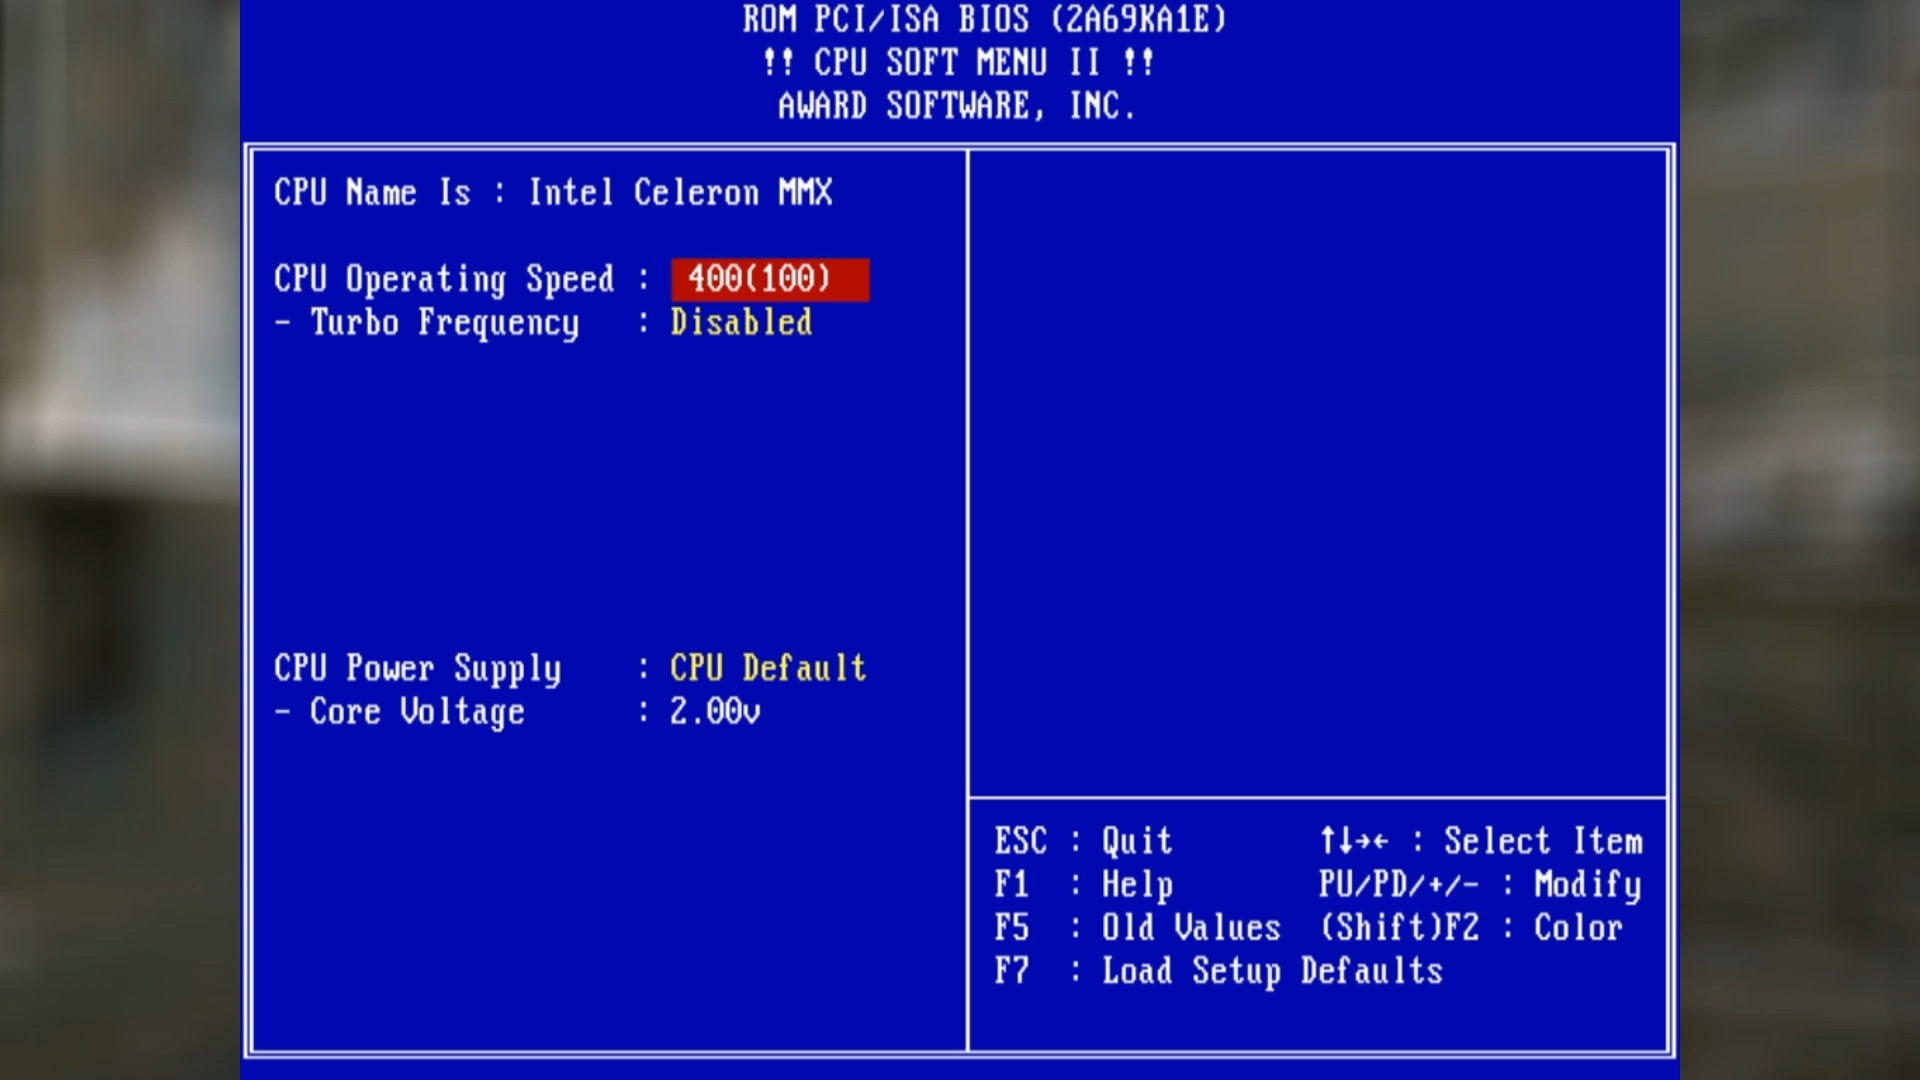 ROM PCI/ISA BIOS (2A69KA1E)
!! CPU SOFT MENU II !!
AWARD SOFTWARE, INC.
CPU Name Is : Intel Celeron MMX
CPU Operating Speed : 400(100)
- Turbo Frequency : Disabled
CPU Power Supply : CPU Default
- Core Voltage : 2.00v
ESC : Quit ↑↓→← : Select Item
F1 : Help PU/PD/+/- : Modify
F5 : Old Values (Shift)F2 : Color
F7 : Load Setup Defaults